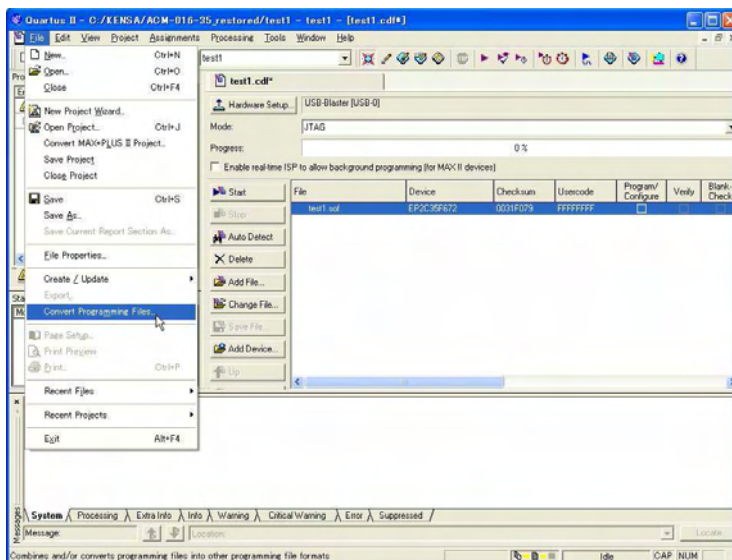 Quartus II - C:/KENSA/ACM-016-35_restored/test1 - test1 - [test1.cdf*]
File Edit View Project Assignments Processing Tools Window Help
New... Ctrl+N
Open... Ctrl+O
Close Ctrl+F4
New Project Wizard...
Open Project... Ctrl+J
Convert MAX+PLUS II Project...
Save Project
Close Project
Save Ctrl+S
Save As...
Save Current Report Section As...
File Properties...
Create / Update
Export...
Convert Programming Files...
Page Setup...
Print Preview
Print... Ctrl+P
Recent Files
Recent Projects
Exit Alt+F4
test1
test1.cdf*
Hardware Setup... USB-Blaster [USB-0]
Mode: JTAG
Progress: 0 %
Enable real-time ISP to allow background programming (for MAX II devices)
Start
Stop
Auto Detect
Delete
Add File...
Change File...
Save File...
Add Device...
Up
File Device Checksum Usercode Program/Configure Verify Blank-Check
test1.sof EP2C35F672 0031F079 FFFFFFFF
System Processing Extra Info Info Warning Critical Warning Error Suppressed
Messages
Message: Location: Locate
Combines and/or converts programming files into other programming file formats Idle CAP NUM